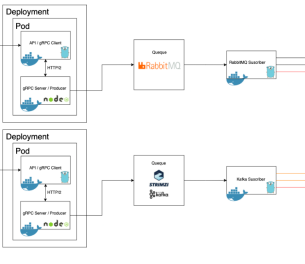 Deployment
Pod
API / gRPC Client
HTTP/2
gRPC Server / Producer
node
Queque
RabbitMQ
RabbitMQ Suscriber
Deployment
Pod
API / gRPC Client
HTTP/2
gRPC Server / Producer
node
Queque
STRIMZI
kafka
Kafka Suscriber